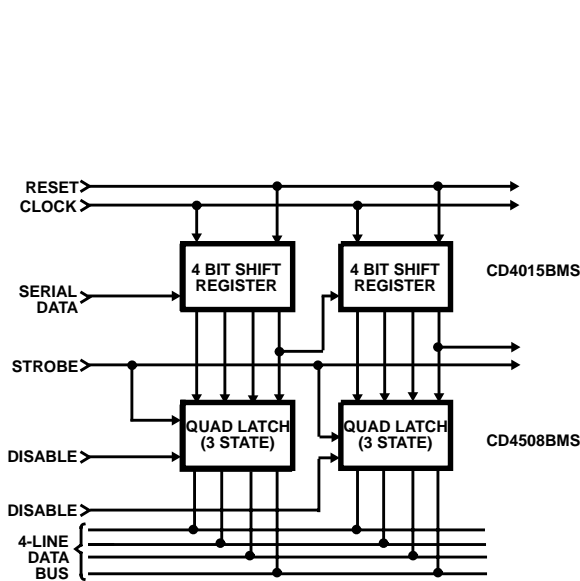 RESET
CLOCK
4 BIT SHIFT
REGISTER
4 BIT SHIFT
REGISTER
CD4015BMS
SERIAL
DATA
STROBE
QUAD LATCH
(3 STATE)
QUAD LATCH
(3 STATE)
CD4508BMS
DISABLE
DISABLE
4-LINE
DATA
BUS